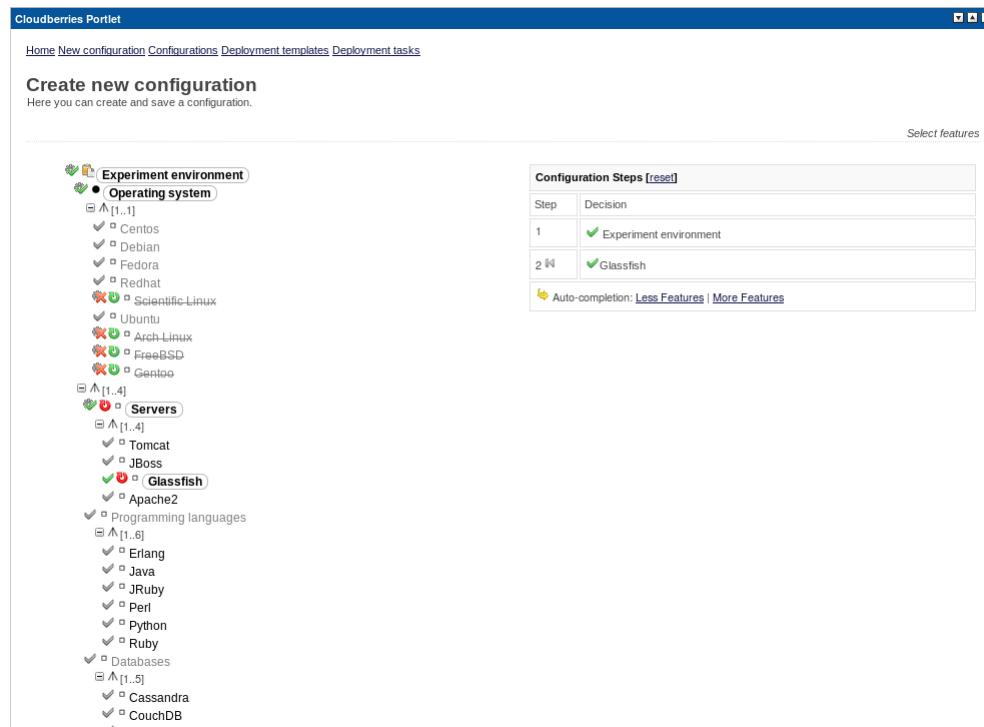 Cloudberries Portlet
Home New configuration Configurations Deployment templates Deployment tasks
Create new configuration
Here you can create and save a configuration.
Select features
Experiment environment
Operating system
[1..1]
Centos
Debian
Fedora
Redhat
Scientific Linux
Ubuntu
Arch Linux
FreeBSD
Gentoo
[1..4]
Servers
[1..4]
Tomcat
JBoss
Glassfish
Apache2
Programming languages
[1..6]
Erlang
Java
JRuby
Perl
Python
Ruby
Databases
[1..5]
Cassandra
CouchDB
Configuration Steps [reset]
Step Decision
1 Experiment environment
2 Glassfish
Auto-completion: Less Features | More Features